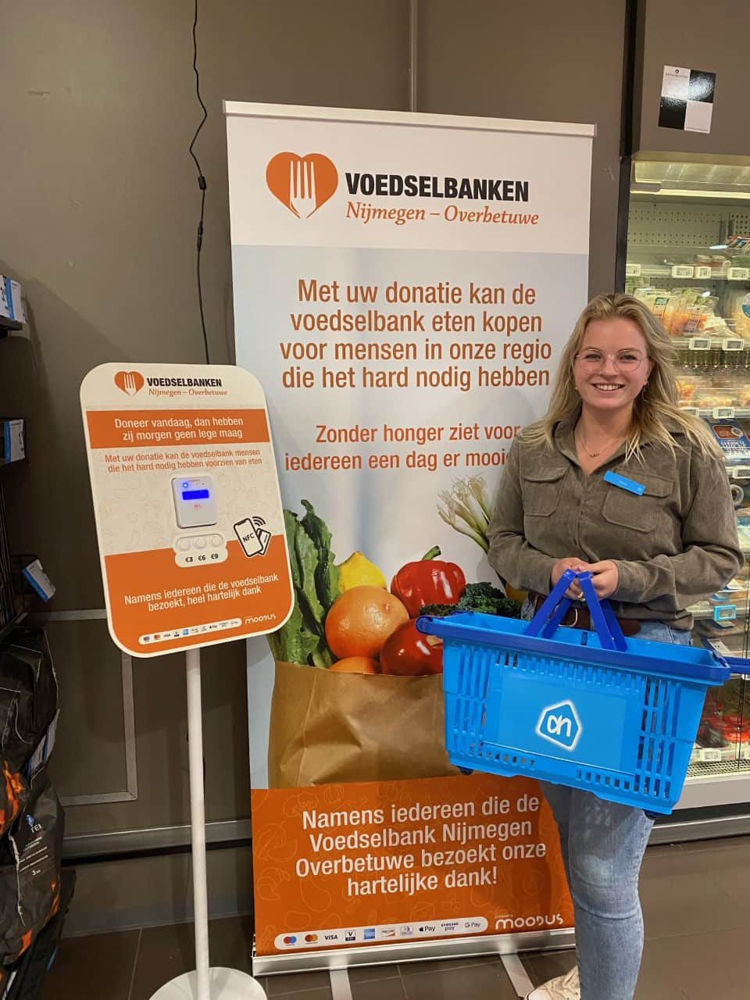 VOEDSELBANKEN
Nijmegen – Overbetuwe
Met uw donatie kan de
voedselbank eten kopen
voor mensen in onze regio
die het hard nodig hebben
Zonder honger ziet voor
iedereen een dag er mooi
Namens iedereen die de
Voedselbank Nijmegen
Overbetuwe bezoekt onze
hartelijke dank!
VISA
Pay
SAMSUNG pay
G Pay
MOODUS
VOEDSELBANKEN
Nijmegen – Overbetuwe
Doneer vandaag, dan hebben
zij morgen geen lege maag
Met uw donatie kan de voedselbank mensen
die het hard nodig hebben voorzien van eten
NFC
€3 €6 €9
Namens iedereen die de voedselbank
bezoekt, heel hartelijk dank
VISA
MOODUS
ah